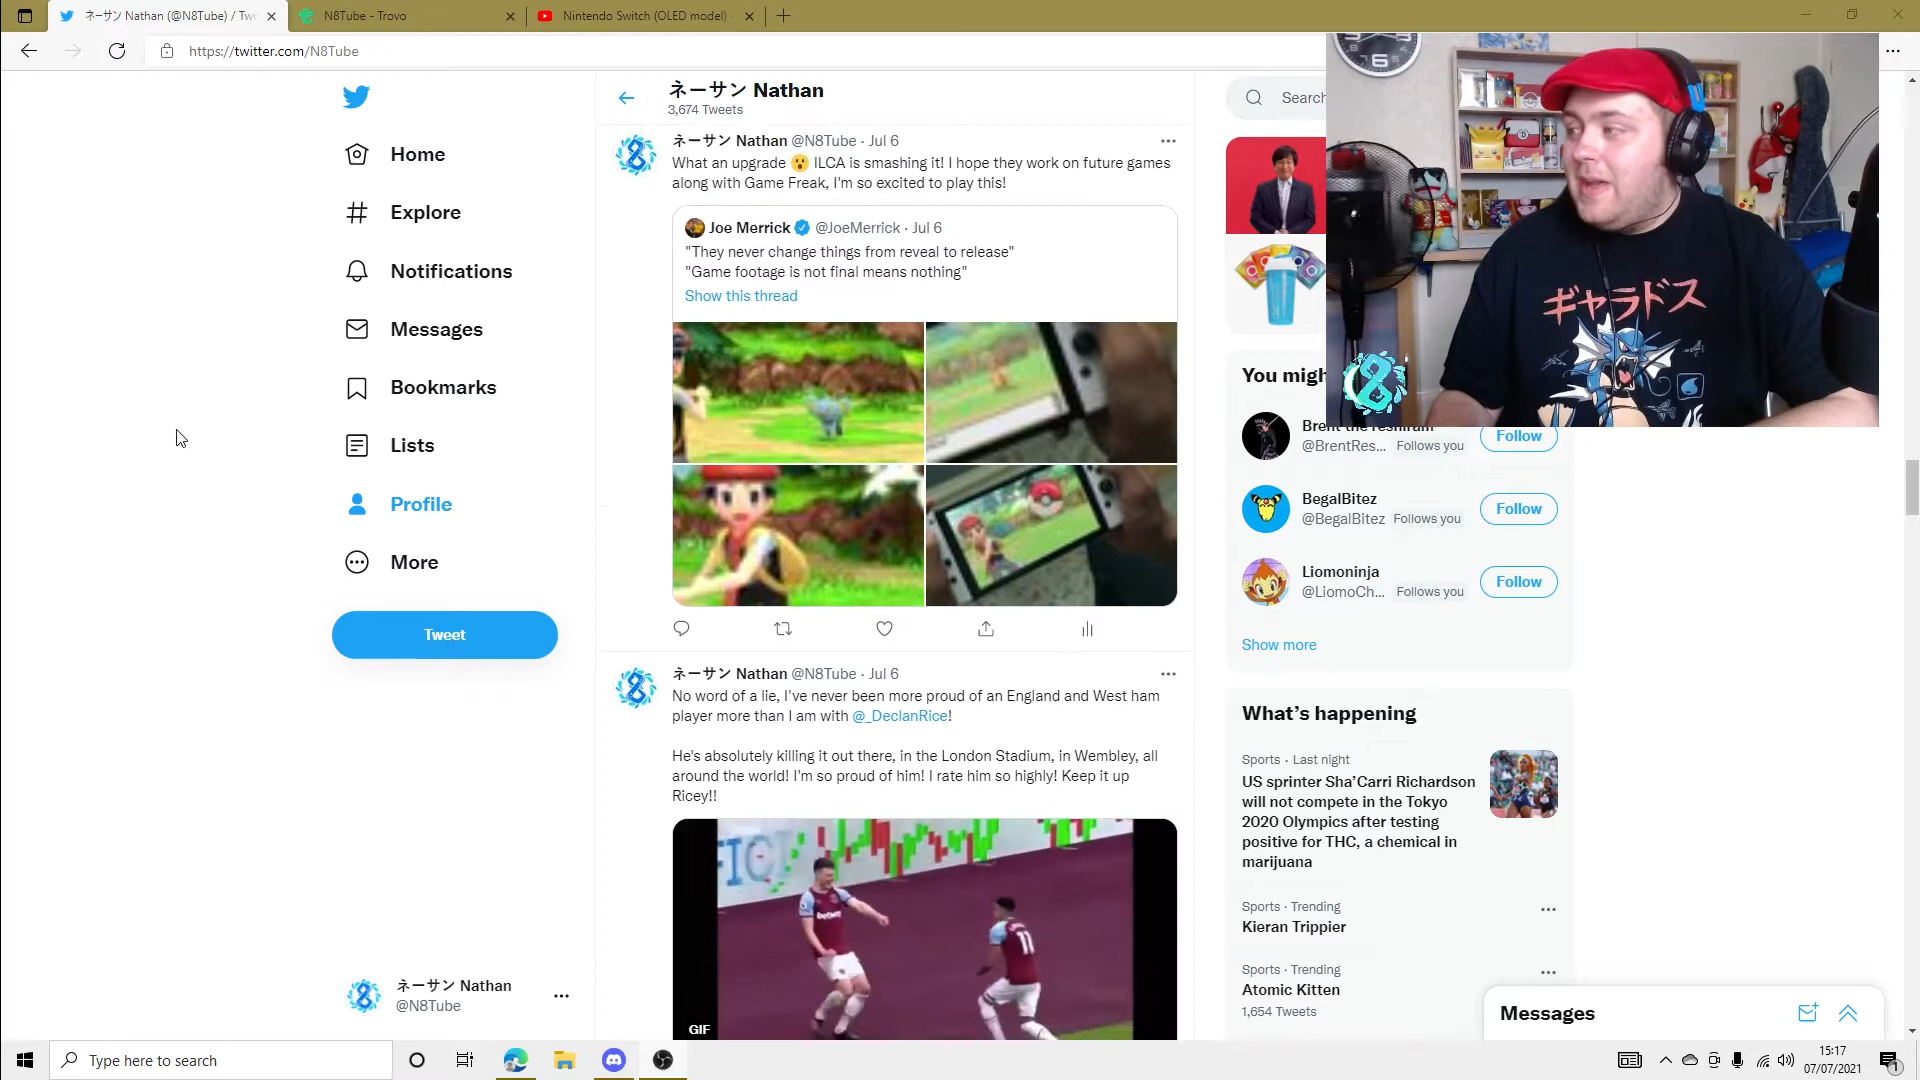 ネーサン Nathan (@N8Tube) / Twi
N8Tube - Trovo
Nintendo Switch (OLED model)
https://twitter.com/N8Tube
ネーサン Nathan
3,674 Tweets
Search
Home
Explore
Notifications
Messages
Bookmarks
Lists
Profile
More
Tweet
ネーサン Nathan
@N8Tube
ネーサン Nathan @N8Tube · Jul 6
What an upgrade 😮 ILCA is smashing it! I hope they work on future games
along with Game Freak, I'm so excited to play this!
Joe Merrick @JoeMerrick · Jul 6
"They never change things from reveal to release"
"Game footage is not final means nothing"
Show this thread
ネーサン Nathan @N8Tube · Jul 6
No word of a lie, I've never been more proud of an England and West ham
player more than I am with @_DeclanRice!
He's absolutely killing it out there, in the London Stadium, in Wembley, all
around the world! I'm so proud of him! I rate him so highly! Keep it up
Ricey!!
betway
11
GIF
6
ギャラドス
8
You migh
Brent the reshiram
@BrentRes... Follows you
Follow
BegalBitez
@BegalBitez Follows you
Follow
Liomoninja
@LiomoCh... Follows you
Follow
Show more
What's happening
Sports · Last night
US sprinter Sha'Carri Richardson
will not compete in the Tokyo
2020 Olympics after testing
positive for THC, a chemical in
marijuana
Sports · Trending
Kieran Trippier
Sports · Trending
Atomic Kitten
1,654 Tweets
Messages
Type here to search
15:17
07/07/2021
1